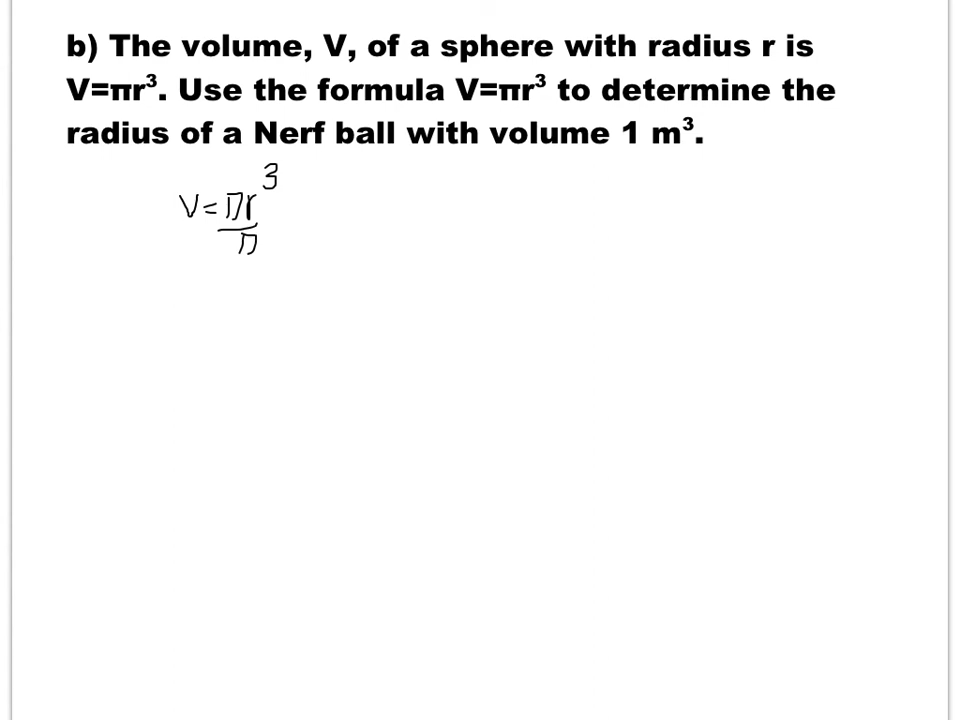 b) The volume, V, of a sphere with radius r is
V=πr³. Use the formula V=πr³ to determine the
radius of a Nerf ball with volume 1 m³.
V=πr³
π